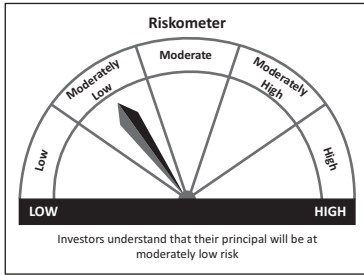 Riskometer
Moderately
Low
Moderate
Moderately
High
Low
High
LOW
HIGH
Investors understand that their principal will be at
moderately low risk